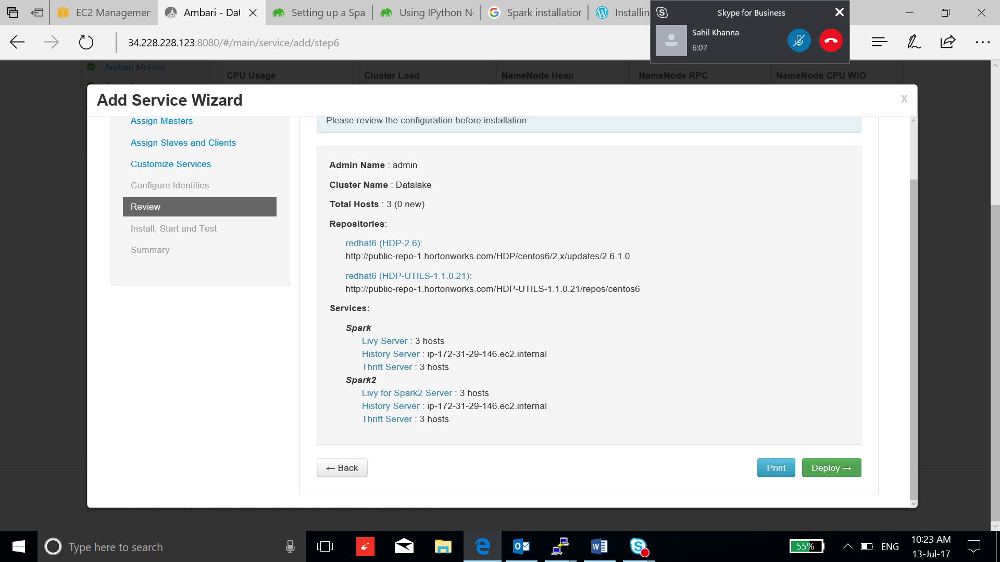 EC2 Managemer
Ambari - Dat
Setting up a Spa
Using IPython N
Spark installation
Installin
Skype for Business
Sahil Khanna
6:07
34.228.228.123:8080/#/main/service/add/step6
Ambari Metrics
CPU Usage
Cluster Load
NameNode Heap
NameNode RPC
NameNode CPU WIO
Add Service Wizard
x
Assign Masters
Assign Slaves and Clients
Customize Services
Configure Identities
Review
Install, Start and Test
Summary
Please review the configuration before installation
Admin Name : admin
Cluster Name : Datalake
Total Hosts : 3 (0 new)
Repositories:
redhat6 (HDP-2.6):
http://public-repo-1.hortonworks.com/HDP/centos6/2.x/updates/2.6.1.0
redhat6 (HDP-UTILS-1.1.0.21):
http://public-repo-1.hortonworks.com/HDP-UTILS-1.1.0.21/repos/centos6
Services:
Spark
Livy Server : 3 hosts
History Server : ip-172-31-29-146.ec2.internal
Thrift Server : 3 hosts
Spark2
Livy for Spark2 Server : 3 hosts
History Server : ip-172-31-29-146.ec2.internal
Thrift Server : 3 hosts
← Back
Print
Deploy →
Type here to search
55%
ENG
10:23 AM
13-Jul-17